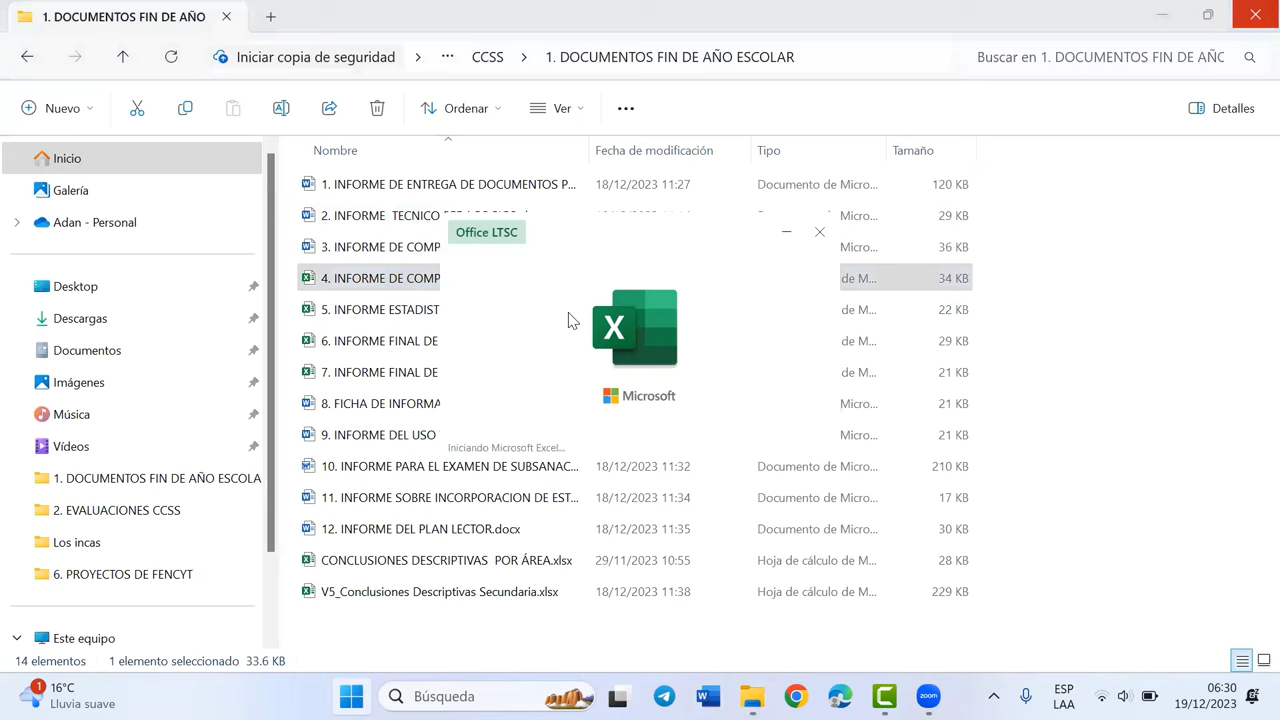 1. DOCUMENTOS FIN DE AÑO
Iniciar copia de seguridad
CCSS
1. DOCUMENTOS FIN DE AÑO ESCOLAR
Buscar en 1. DOCUMENTOS FIN DE AÑC
Nuevo
Ordenar
Ver
Detalles
Nombre
Fecha de modificación
Tipo
Tamaño
Inicio
Galería
Adan - Personal
Desktop
Descargas
Documentos
Imágenes
Música
Vídeos
1. DOCUMENTOS FIN DE AÑO ESCOLA
2. EVALUACIONES CCSS
Los incas
6. PROYECTOS DE FENCYT
Este equipo
1. INFORME DE ENTREGA DE DOCUMENTOS P... 18/12/2023 11:27 Documento de Micro... 120 KB
2. INFORME TECNICO Micro... 29 KB
3. INFORME DE COMP Micro... 36 KB
4. INFORME DE COMP de M... 34 KB
5. INFORME ESTADIST de M... 22 KB
6. INFORME FINAL DE de M... 29 KB
7. INFORME FINAL DE de M... 21 KB
8. FICHA DE INFORMA Micro... 21 KB
9. INFORME DEL USO Micro... 21 KB
10. INFORME PARA EL EXAMEN DE SUBSANAC... 18/12/2023 11:32 Documento de Micro... 210 KB
11. INFORME SOBRE INCORPORACION DE EST... 18/12/2023 11:34 Documento de Micro... 17 KB
12. INFORME DEL PLAN LECTOR.docx 18/12/2023 11:35 Documento de Micro... 30 KB
CONCLUSIONES DESCRIPTIVAS POR ÁREA.xlsx 29/11/2023 10:55 Hoja de cálculo de M... 28 KB
V5_Conclusiones Descriptivas Secundaria.xlsx 18/12/2023 11:38 Hoja de cálculo de M... 229 KB
Office LTSC
X
Microsoft
Iniciando Microsoft Excel...
14 elementos
1 elemento seleccionado 33.6 KB
1
16°C
Lluvia suave
Búsqueda
zoom
ESP
LAA
06:30
19/12/2023